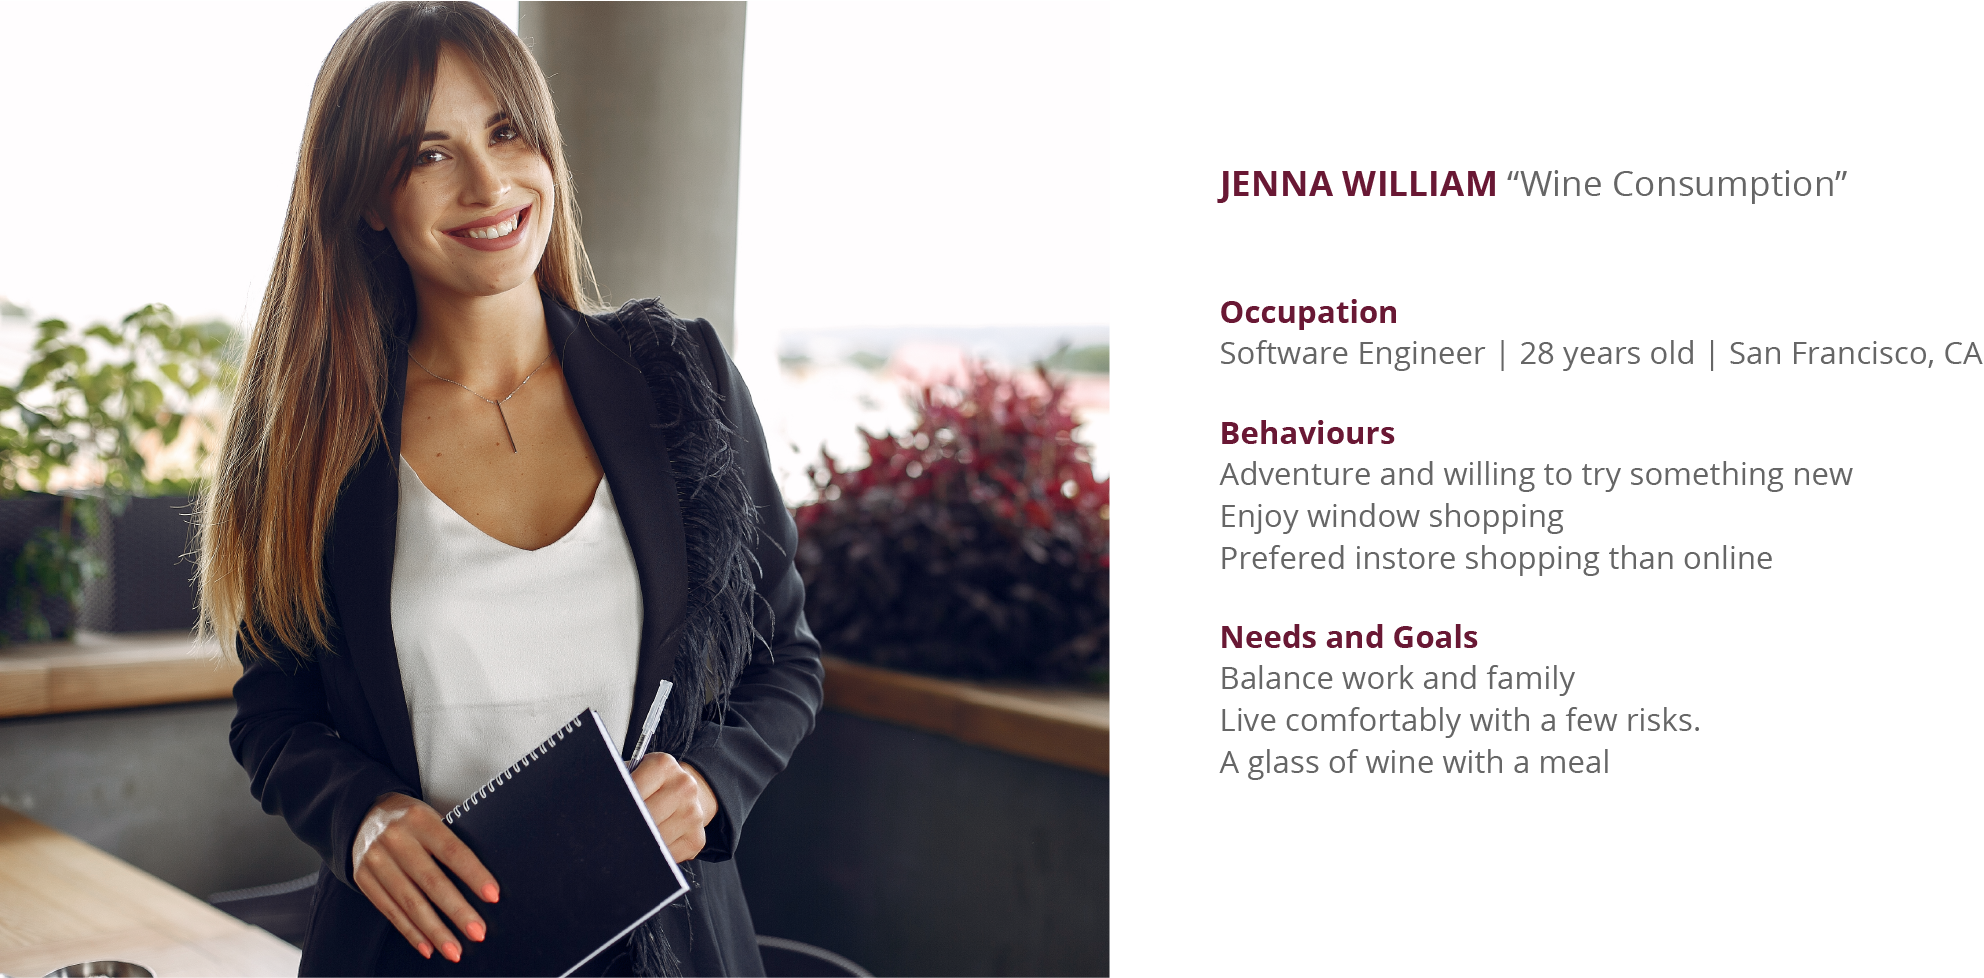 JENNA WILLIAM “Wine Consumption”
Occupation
Software Engineer | 28 years old | San Francisco, CA
Behaviours
Adventure and willing to try something new
Enjoy window shopping
Prefered instore shopping than online
Needs and Goals
Balance work and family
Live comfortably with a few risks.
A glass of wine with a meal